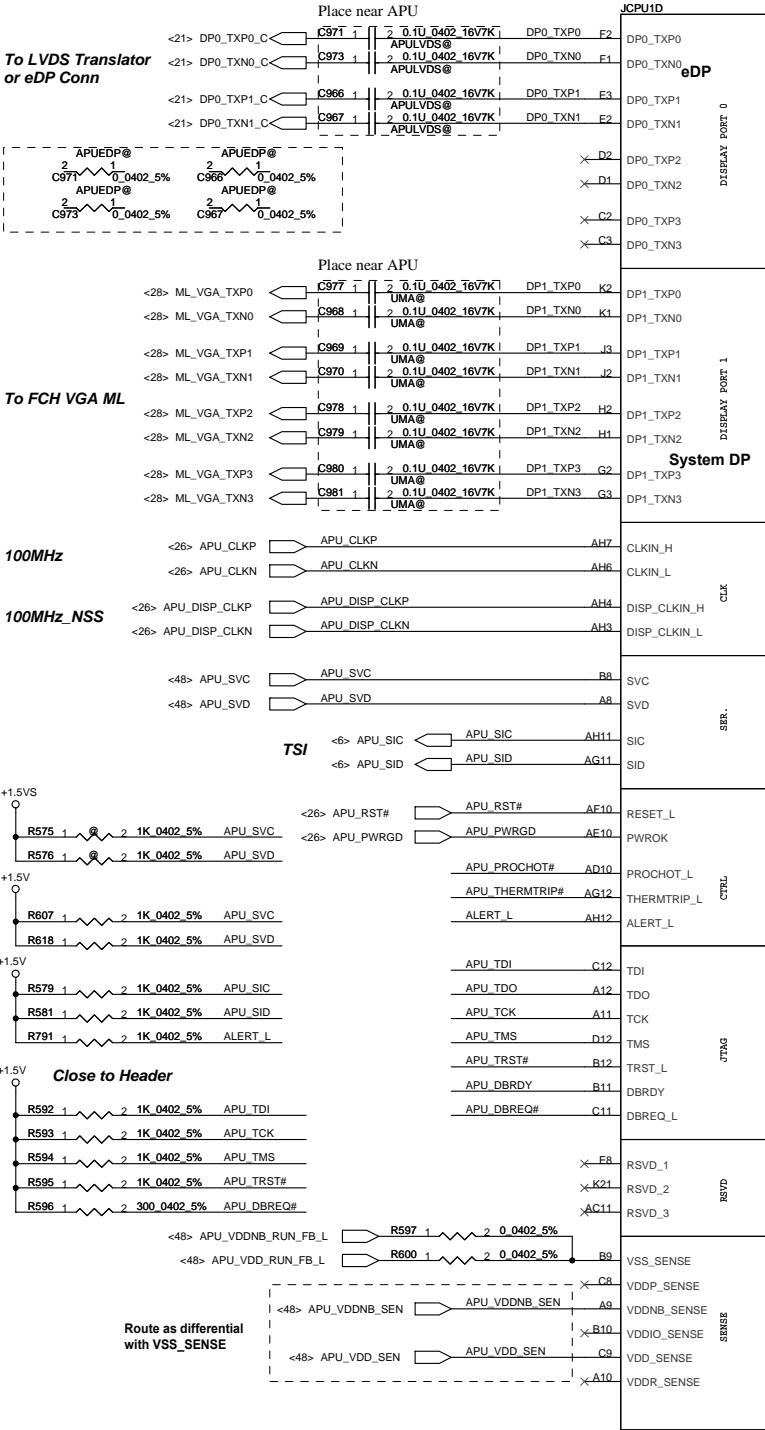 Place near APU
JCPU1D
To LVDS Translator
or eDP Conn
<21> DP0_TXP0_C C971 1 2 0.1U_0402_16V7K DP0_TXP0 F2 DP0_TXP0
APULVDS@
<21> DP0_TXN0_C C973 1 2 0.1U_0402_16V7K DP0_TXN0 F1 DP0_TXN0
APULVDS@
eDP
<21> DP0_TXP1_C C966 1 2 0.1U_0402_16V7K DP0_TXP1 E3 DP0_TXP1
APULVDS@
<21> DP0_TXN1_C C967 1 2 0.1U_0402_16V7K DP0_TXN1 E2 DP0_TXN1
APULVDS@
DISPLAY PORT 0
APUEDP@ APUEDP@
2 1 2 1
C971 0_0402_5% C966 0_0402_5%
APUEDP@ APUEDP@
2 1 2 1
C973 0_0402_5% C967 0_0402_5%
D2 DP0_TXP2
D1 DP0_TXN2
C2 DP0_TXP3
C3 DP0_TXN3
Place near APU
<28> ML_VGA_TXP0 C977 1 2 0.1U_0402_16V7K DP1_TXP0 K2 DP1_TXP0
UMA@
<28> ML_VGA_TXN0 C968 1 2 0.1U_0402_16V7K DP1_TXN0 K1 DP1_TXN0
UMA@
<28> ML_VGA_TXP1 C969 1 2 0.1U_0402_16V7K DP1_TXP1 J3 DP1_TXP1
UMA@
<28> ML_VGA_TXN1 C970 1 2 0.1U_0402_16V7K DP1_TXN1 J2 DP1_TXN1
UMA@
DISPLAY PORT 1
To FCH VGA ML
<28> ML_VGA_TXP2 C978 1 2 0.1U_0402_16V7K DP1_TXP2 H2 DP1_TXP2
UMA@
<28> ML_VGA_TXN2 C979 1 2 0.1U_0402_16V7K DP1_TXN2 H1 DP1_TXN2
UMA@
System DP
<28> ML_VGA_TXP3 C980 1 2 0.1U_0402_16V7K DP1_TXP3 G2 DP1_TXP3
UMA@
<28> ML_VGA_TXN3 C981 1 2 0.1U_0402_16V7K DP1_TXN3 G3 DP1_TXN3
UMA@
100MHz
<26> APU_CLKP APU_CLKP AH7 CLKIN_H
<26> APU_CLKN APU_CLKN AH6 CLKIN_L
CLK
100MHz_NSS
<26> APU_DISP_CLKP APU_DISP_CLKP AH4 DISP_CLKIN_H
<26> APU_DISP_CLKN APU_DISP_CLKN AH3 DISP_CLKIN_L
<48> APU_SVC APU_SVC B8 SVC
<48> APU_SVD APU_SVD A8 SVD
SER.
TSI
<6> APU_SIC APU_SIC AH11 SIC
<6> APU_SID APU_SID AG11 SID
+1.5VS
<26> APU_RST# APU_RST# AF10 RESET_L
R575 1 @ 2 1K_0402_5% APU_SVC
<26> APU_PWRGD APU_PWRGD AE10 PWROK
R576 1 @ 2 1K_0402_5% APU_SVD
APU_PROCHOT# AD10 PROCHOT_L
+1.5V
APU_THERMTRIP# AG12 THERMTRIP_L
CTRL
R607 1 2 1K_0402_5% APU_SVC
ALERT_L AH12 ALERT_L
R618 1 2 1K_0402_5% APU_SVD
+1.5V
APU_TDI C12 TDI
R579 1 2 1K_0402_5% APU_SIC
APU_TDO A12 TDO
R581 1 2 1K_0402_5% APU_SID
APU_TCK A11 TCK
R791 1 2 1K_0402_5% ALERT_L
APU_TMS D12 TMS
JTAG
+1.5V
Close to Header
APU_TRST# B12 TRST_L
APU_DBRDY B11 DBRDY
R592 1 2 1K_0402_5% APU_TDI
APU_DBREQ# C11 DBREQ_L
R593 1 2 1K_0402_5% APU_TCK
R594 1 2 1K_0402_5% APU_TMS
R595 1 2 1K_0402_5% APU_TRST#
R596 1 2 300_0402_5% APU_DBREQ#
E8 RSVD_1
K21 RSVD_2
AC11 RSVD_3
RSVD
<48> APU_VDDNB_RUN_FB_L R597 1 2 0_0402_5%
<48> APU_VDD_RUN_FB_L R600 1 2 0_0402_5% B9 VSS_SENSE
C8 VDDP_SENSE
<48> APU_VDDNB_SEN APU_VDDNB_SEN A9 VDDNB_SENSE
Route as differential
with VSS_SENSE
B10 VDDIO_SENSE
SENSE
<48> APU_VDD_SEN APU_VDD_SEN C9 VDD_SENSE
A10 VDDR_SENSE